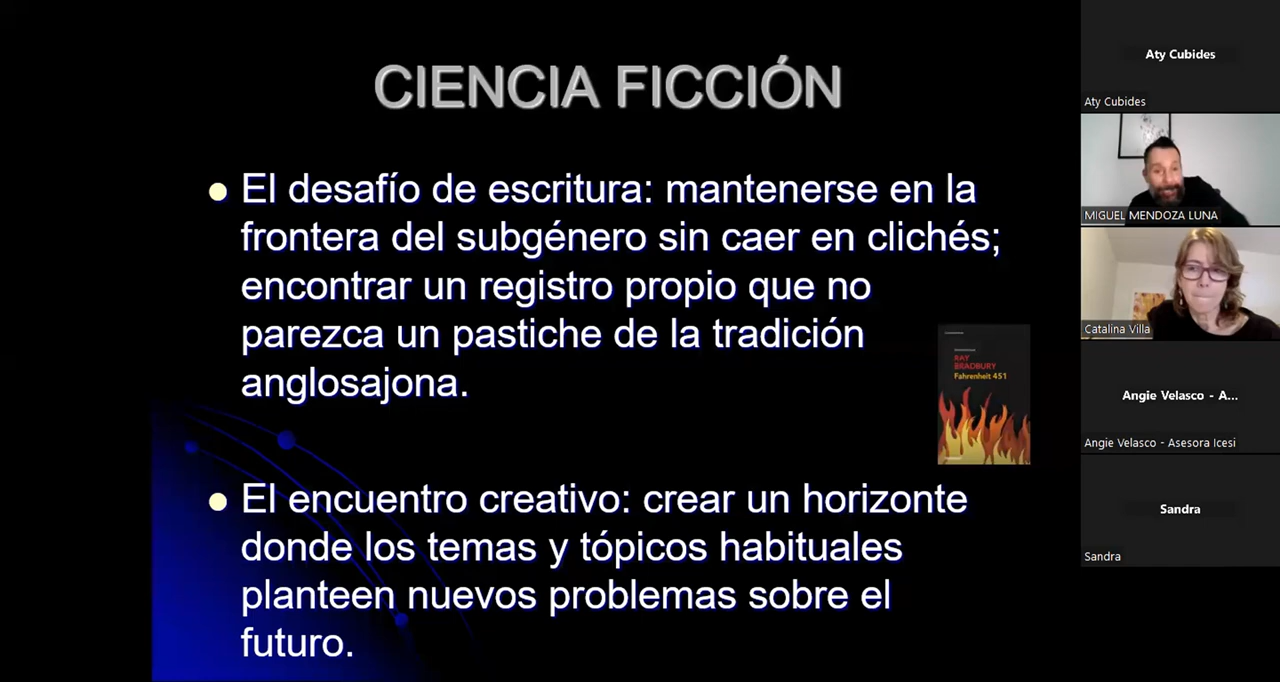 CIENCIA FICCIÓN
El desafío de escritura: mantenerse en la
frontera del subgénero sin caer en clichés;
encontrar un registro propio que no
parezca un pastiche de la tradición
anglosajona.
RAY
BRADBURY
Fahrenheit 451
El encuentro creativo: crear un horizonte
donde los temas y tópicos habituales
planteen nuevos problemas sobre el
futuro.
Aty Cubides
Aty Cubides
MIGUEL MENDOZA LUNA
Catalina Villa
Angie Velasco - A...
Angie Velasco - Asesora Icesi
Sandra
Sandra